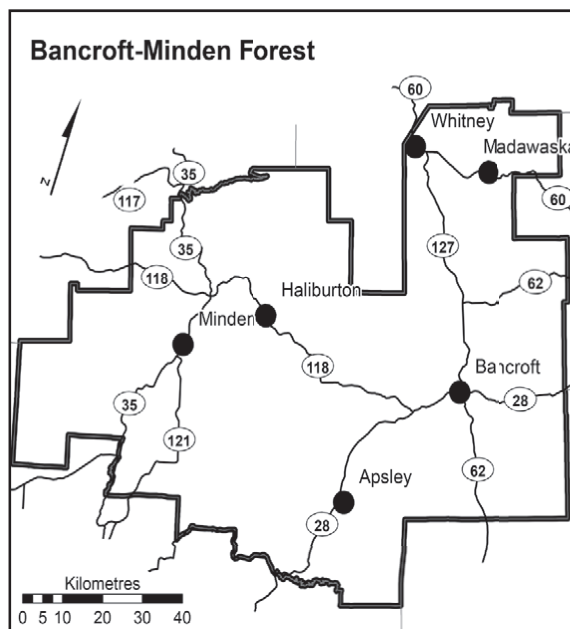 Bancroft-Minden Forest
60
Whitney
Madawaska
N
35
117
60
35
127
118
62
Haliburton
Minden
118
Bancroft
28
35
121
62
Apsley
28
Kilometres
0 5 10 20 30 40